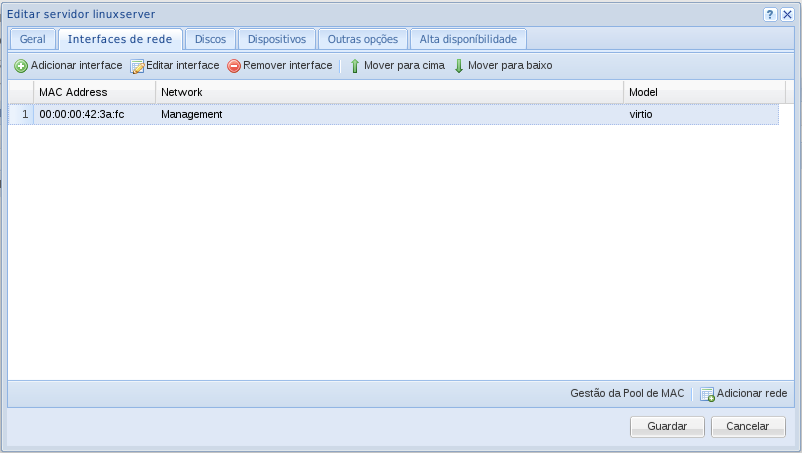 Editar servidor linuxserver
Geral Interfaces de rede Discos Dispositivos Outras opções Alta disponíbilidade
Adicionar interface Editar interface Remover interface Mover para cima Mover para baixo
MAC Address Network Model
1 00:00:00:42:3a:fc Management virtio
Gestão da Pool de MAC Adicionar rede
Guardar Cancelar